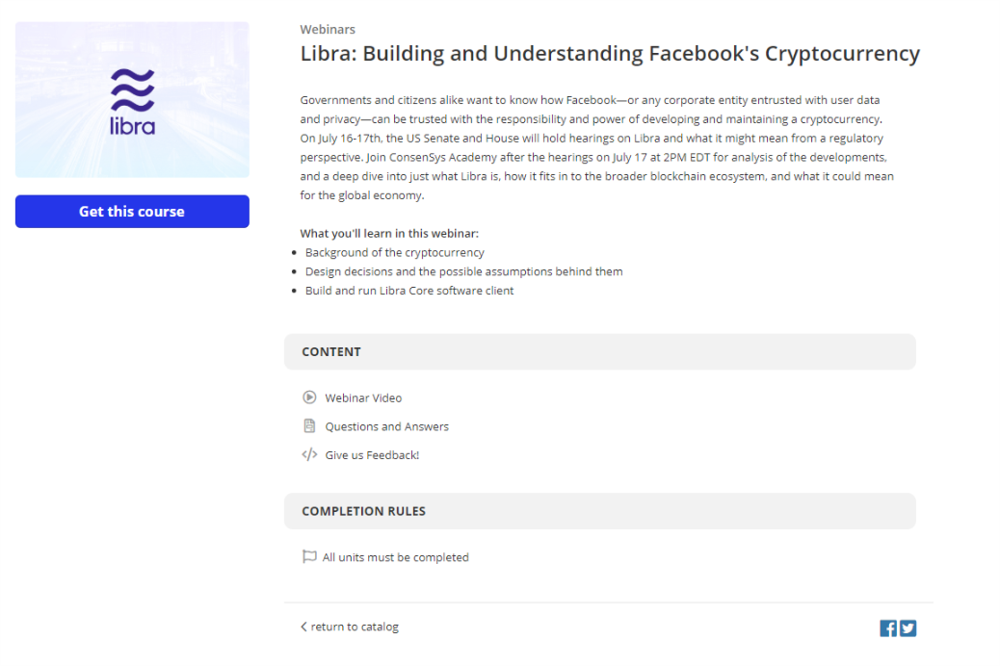 libra
Get this course
Webinars
Libra: Building and Understanding Facebook's Cryptocurrency
Governments and citizens alike want to know how Facebook—or any corporate entity entrusted with user data
and privacy—can be trusted with the responsibility and power of developing and maintaining a cryptocurrency.
On July 16-17th, the US Senate and House will hold hearings on Libra and what it might mean from a regulatory
perspective. Join ConsenSys Academy after the hearings on July 17 at 2PM EDT for analysis of the developments,
and a deep dive into just what Libra is, how it fits in to the broader blockchain ecosystem, and what it could mean
for the global economy.
What you'll learn in this webinar:
• Background of the cryptocurrency
• Design decisions and the possible assumptions behind them
• Build and run Libra Core software client
CONTENT
Webinar Video
Questions and Answers
Give us Feedback!
COMPLETION RULES
All units must be completed
return to catalog